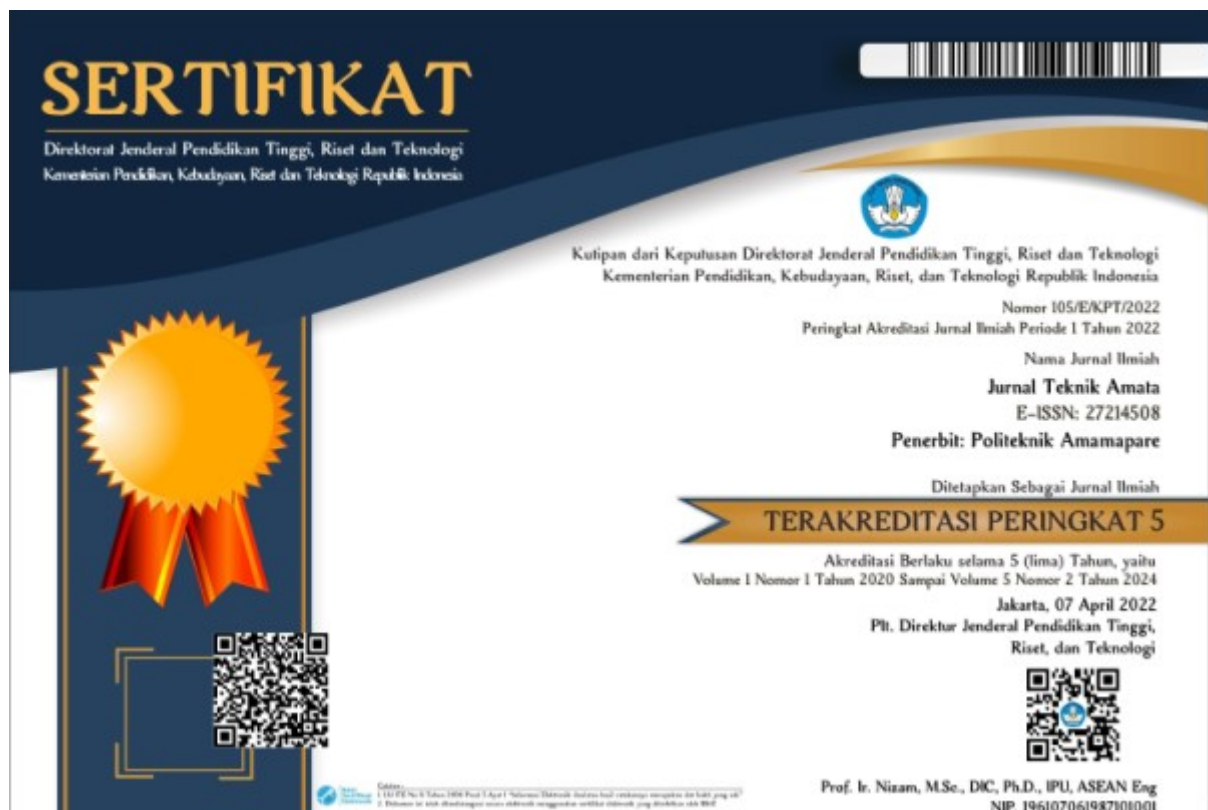 SERTIFIKAT
Direktorat Jenderal Pendidikan Tinggi, Riset dan Teknologi
Kementerian Pendidikan, Kebudayaan, Riset dan Teknologi Republik Indonesia
Kutipan dari Keputusan Direktorat Jenderal Pendidikan Tinggi, Riset dan Teknologi
Kementerian Pendidikan, Kebudayaan, Riset, dan Teknologi Republik Indonesia
Nomor 105/E/KPT/2022
Peringkat Akreditasi Jurnal Ilmiah Periode 1 Tahun 2022
Nama Jurnal Ilmiah
Jurnal Teknik Amata
E-ISSN: 27214508
Penerbit: Politeknik Amamapare
Ditetapkan Sebagai Jurnal Ilmiah
TERAKREDITASI PERINGKAT 5
Akreditasi Berlaku selama 5 (lima) Tahun, yaitu
Volume 1 Nomor 1 Tahun 2020 Sampai Volume 5 Nomor 2 Tahun 2024
Jakarta, 07 April 2022
Plt. Direktur Jenderal Pendidikan Tinggi,
Riset, dan Teknologi
Prof. Ir. Nizam, M.Sc., DIC, Ph.D., IPU, ASEAN Eng
NIP 196107061987101001